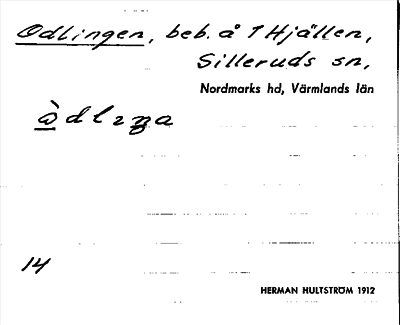 Odlingen, beb. å 1 Hjällen,
Silleruds sn,
Nordmarks hd, Värmlands län
14
HERMAN HULTSTRÖM 1912